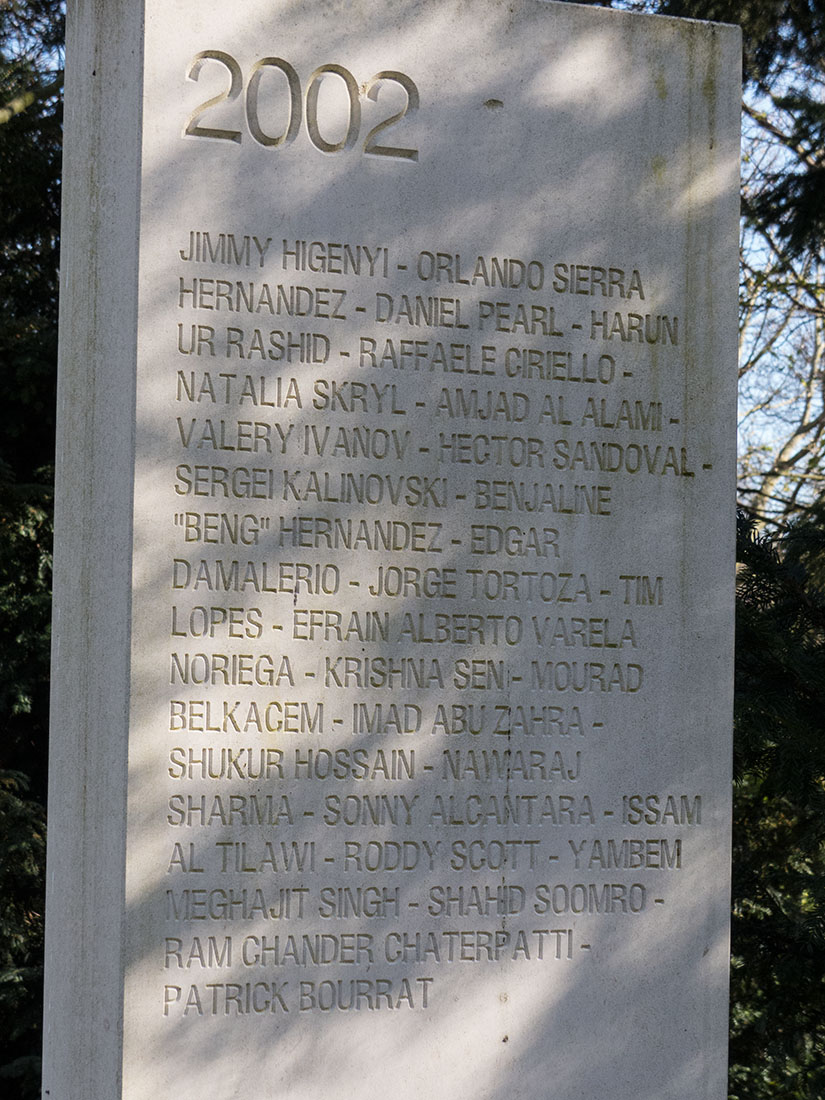 2002
JIMMY HIGENYI - ORLANDO SIERRA
HERNANDEZ - DANIEL PEARL - HARUN
UR RASHID - RAFFAELE CIRIELLO -
NATALIA SKRYL - AMJAD AL ALAMI -
VALERY IVANOV - HECTOR SANDOVAL -
SERGEI KALINOVSKI - BENJALINE
"BENG" HERNANDEZ - EDGAR
DAMALERIO - JORGE TORTOZA - TIM
LOPES - EFRAIN ALBERTO VARELA
NORIEGA - KRISHNA SEN - MOURAD
BELKACEM - IMAD ABU ZAHRA -
SHUKUR HOSSAIN - NAWARAJ
SHARMA - SONNY ALCANTARA - ISSAM
AL TILAWI - RODDY SCOTT - YAMBEM
MEGHAJIT SINGH - SHAHID SOOMRO -
RAM CHANDER CHATERPATTI -
PATRICK BOURRAT